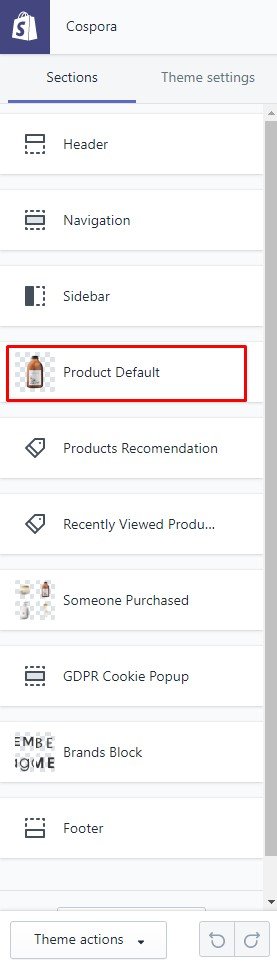 Cospora
Sections Theme settings
Header
Navigation
Sidebar
Product Default
Products Recomendation
Recently Viewed Produ...
Someone Purchased
GDPR Cookie Popup
EMBE
agME
Brands Block
Footer
Theme actions